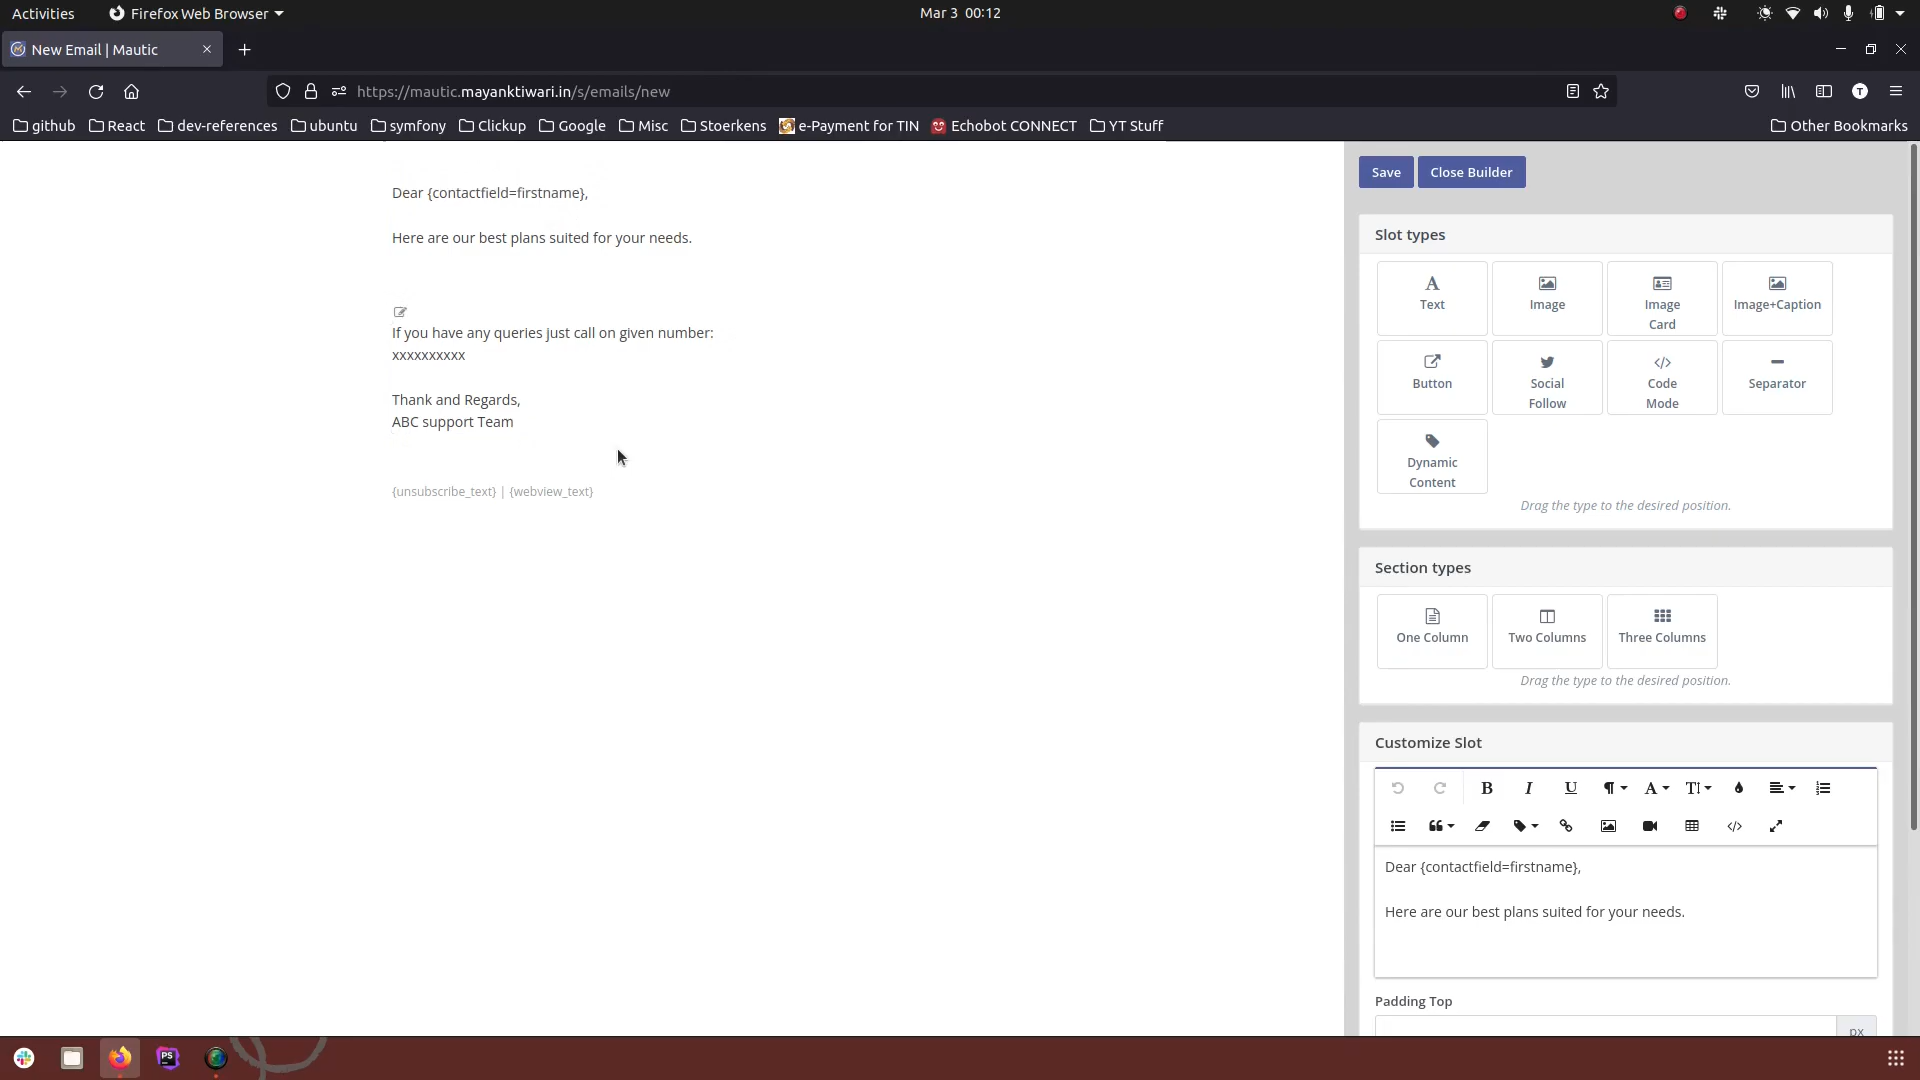 Activities
Firefox Web Browser
Mar 3 00:12
New Email | Mautic
https://mautic.mayanktiwari.in/s/emails/new
T
github
React
dev-references
ubuntu
symfony
Clickup
Google
Misc
Stoerkens
e-Payment for TIN
Echobot CONNECT
YT Stuff
Other Bookmarks
Dear {contactfield=firstname},
Here are our best plans suited for your needs.
If you have any queries just call on given number:
xxxxxxxxxx
Thank and Regards,
ABC support Team
{unsubscribe_text} | {webview_text}
Save
Close Builder
Slot types
Text
Image
Image
Card
Image+Caption
Button
Social
Follow
Code
Mode
Separator
Dynamic
Content
Drag the type to the desired position.
Section types
One Column
Two Columns
Three Columns
Drag the type to the desired position.
Customize Slot
Dear {contactfield=firstname},
Here are our best plans suited for your needs.
Padding Top
px
PS